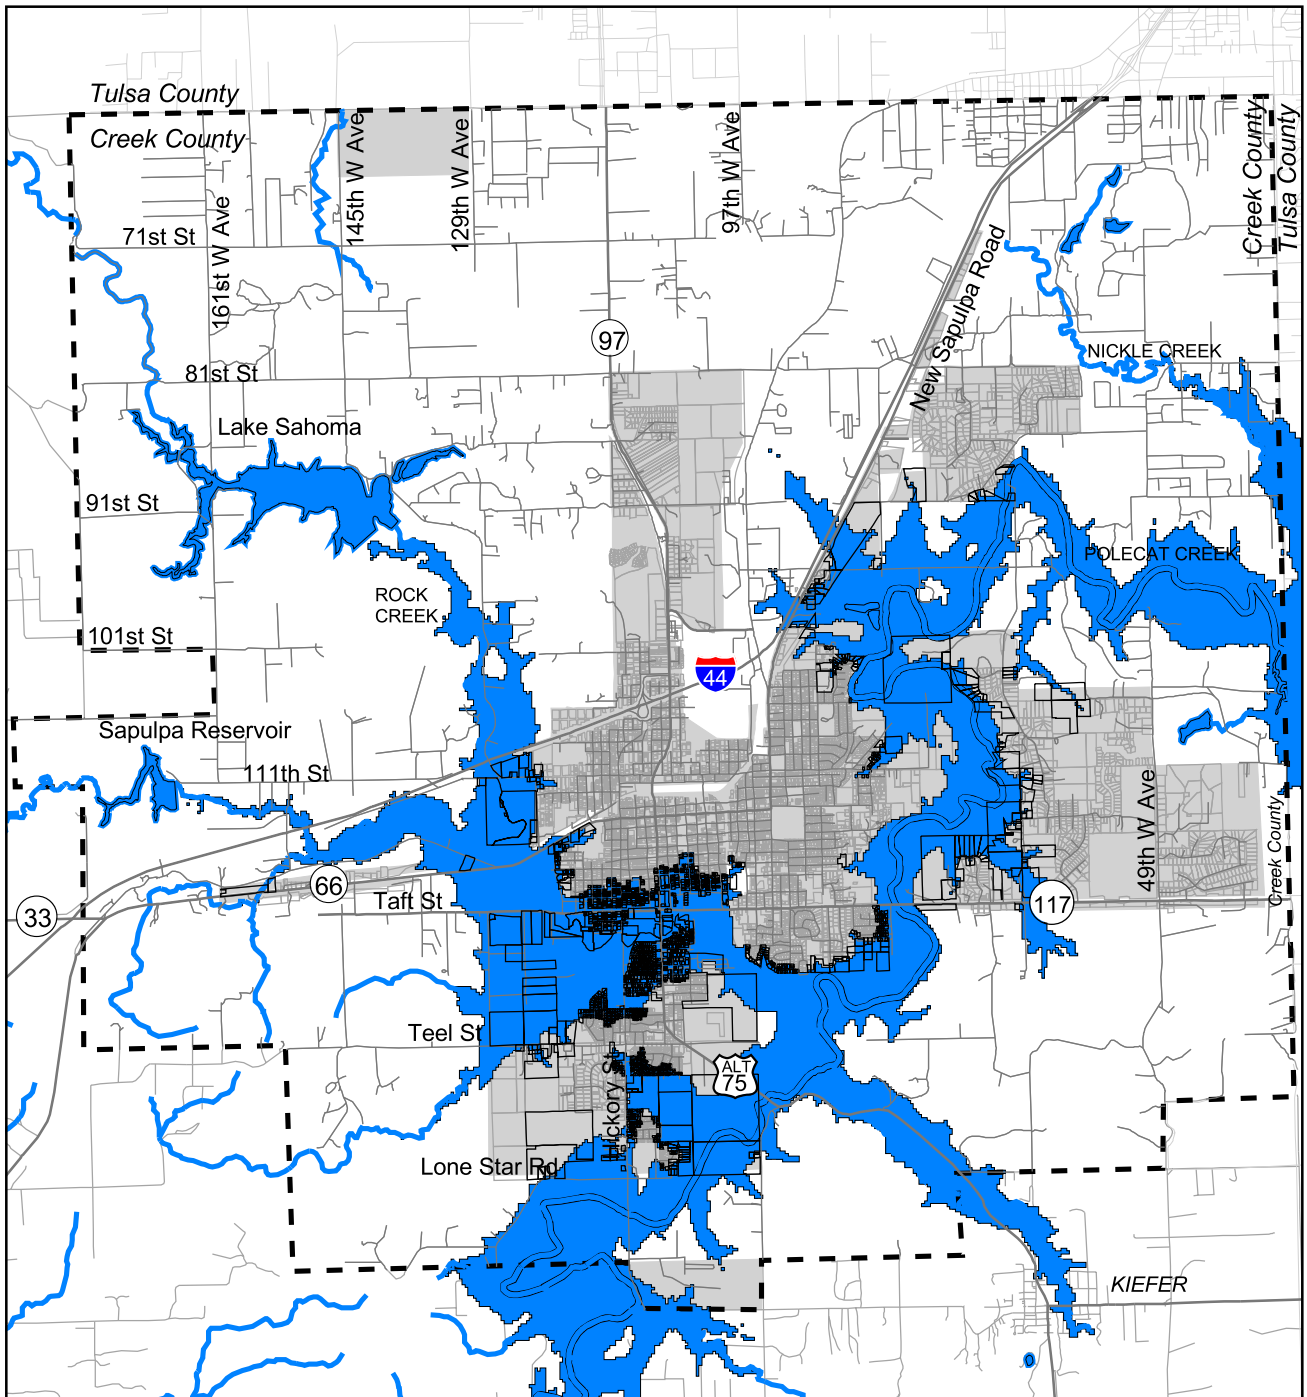 Tulsa County
Creek County
145th W Ave
129th W Ave
97th W Ave
Creek County
Tulsa County
71st St
161st W Ave
New Sapulpa Road
97
NICKLE CREEK
81st St
Lake Sahoma
91st St
POLECAT CREEK
ROCK
CREEK
101st St
44
Sapulpa Reservoir
111th St
49th W Ave
Creek County
66
Taft St
117
33
Teel St
Hickory St
ALT
75
Lone Star Rd
KIEFER